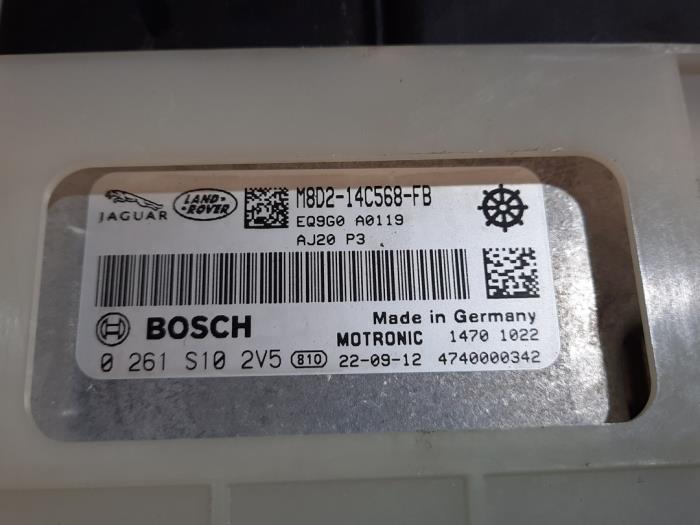 JAGUAR
LAND-
ROVER
M8D2-14C568-FB
EQ9G0 A0119
AJ20 P3
Made in Germany
BOSCH
MOTRONIC 1470 1022
0 261 S10 2V5 810 22-09-12 4740000342